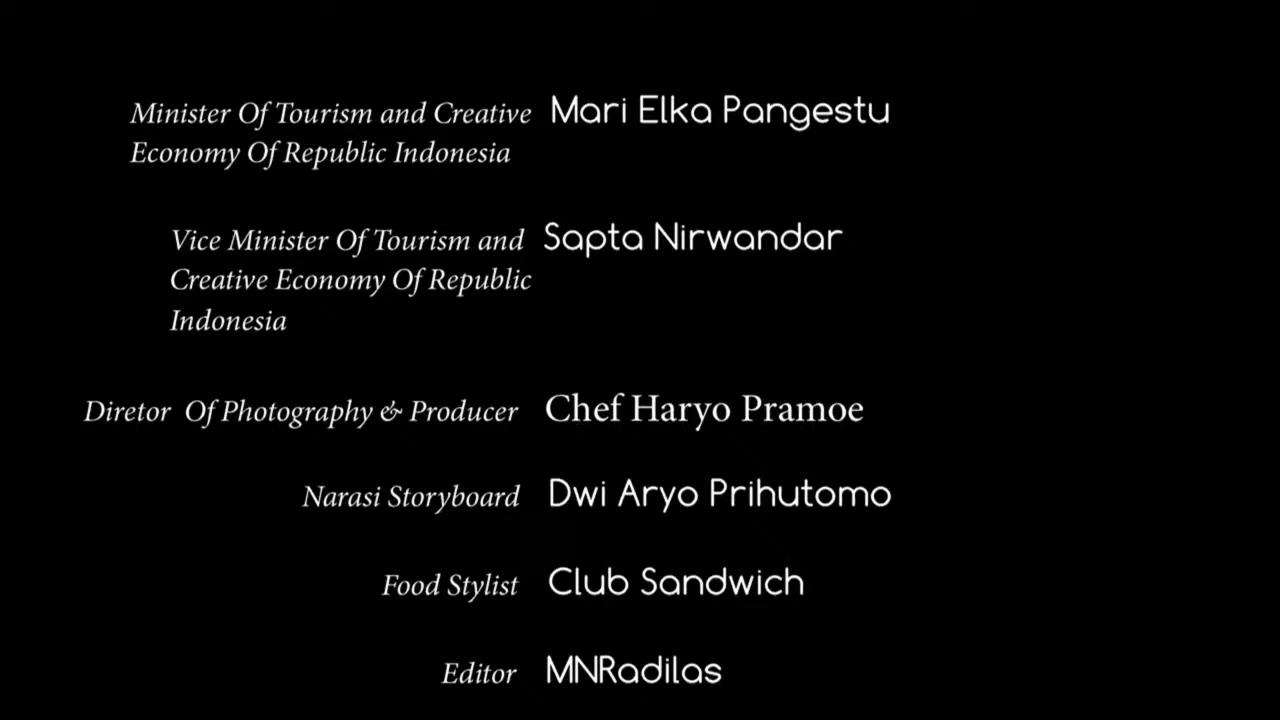 Minister Of Tourism and Creative Mari Elka Pangestu
Economy Of Republic Indonesia
Vice Minister Of Tourism and Sapta Nirwandar
Creative Economy Of Republic
Indonesia
Diretor Of Photography & Producer Chef Haryo Pramoe
Narasi Storyboard Dwi Aryo Prihutomo
Food Stylist Club Sandwich
Editor MNRadilas